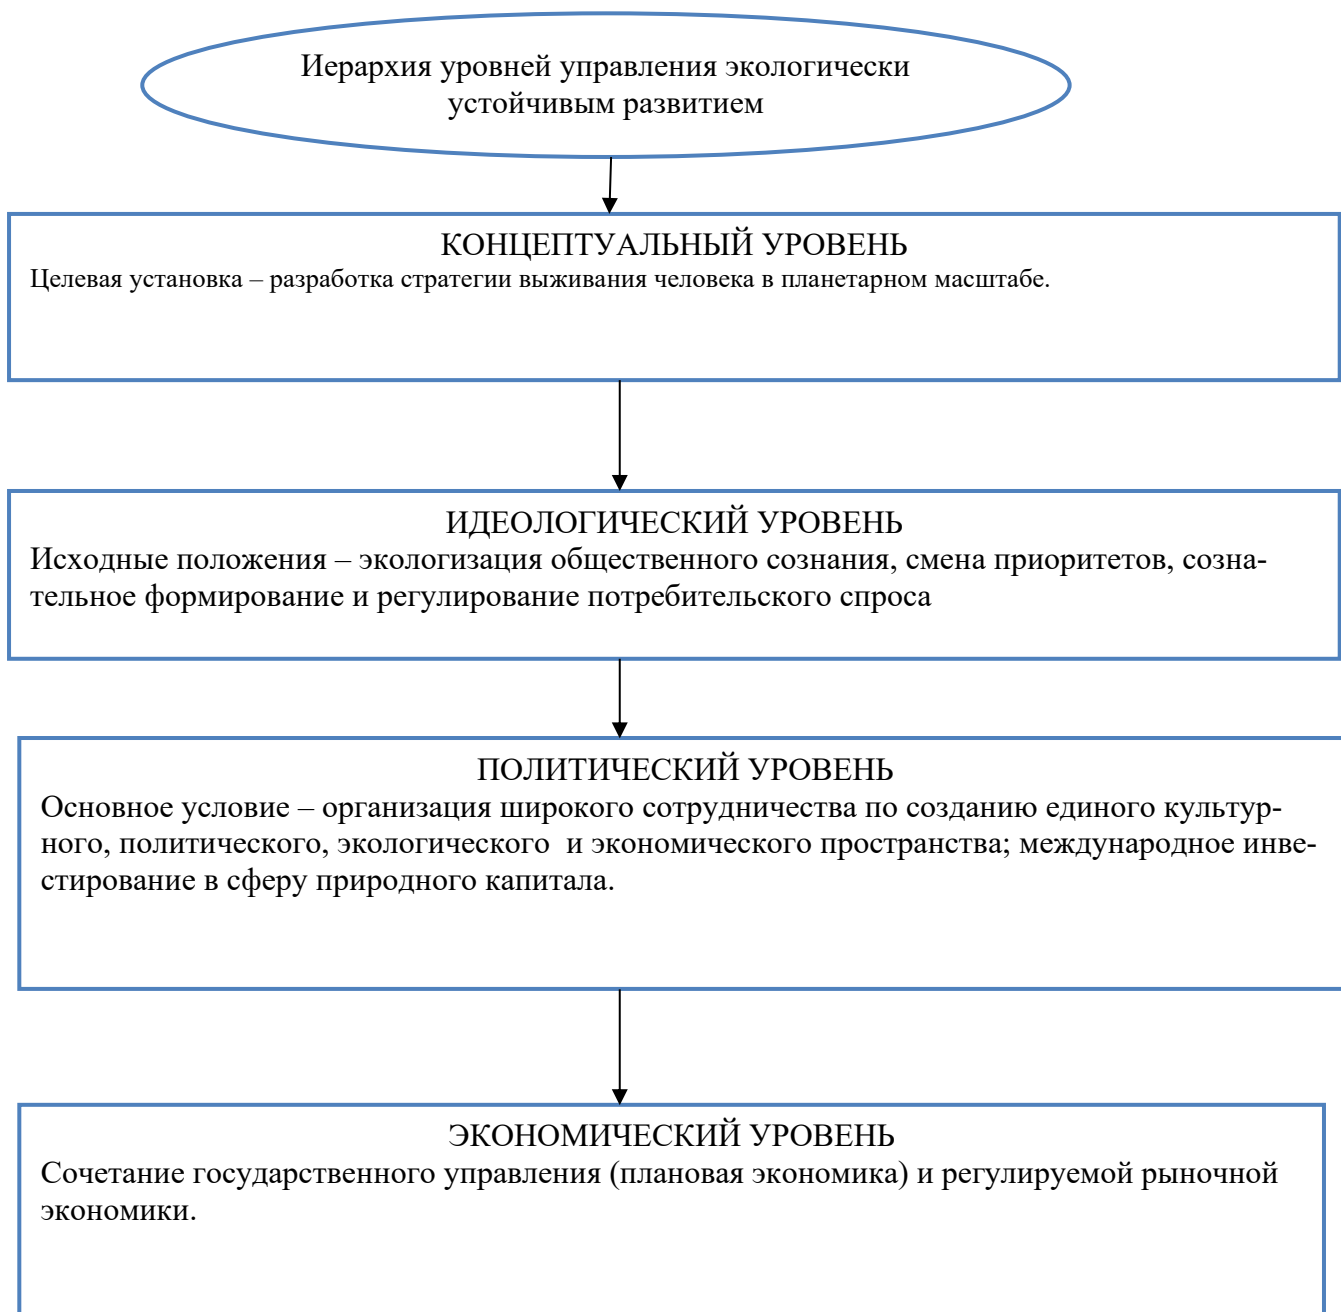 Иерархия уровней управления экологически
устойчивым развитием
КОНЦЕПТУАЛЬНЫЙ УРОВЕНЬ
Целевая установка – разработка стратегии выживания человека в планетарном масштабе.
ИДЕОЛОГИЧЕСКИЙ УРОВЕНЬ
Исходные положения – экологизация общественного сознания, смена приоритетов, созна-
тельное формирование и регулирование потребительского спроса
ПОЛИТИЧЕСКИЙ УРОВЕНЬ
Основное условие – организация широкого сотрудничества по созданию единого культур-
ного, политического, экологического  и экономического пространства; международное инве-
стирование в сферу природного капитала.
ЭКОНОМИЧЕСКИЙ УРОВЕНЬ
Сочетание государственного управления (плановая экономика) и регулируемой рыночной
экономики.